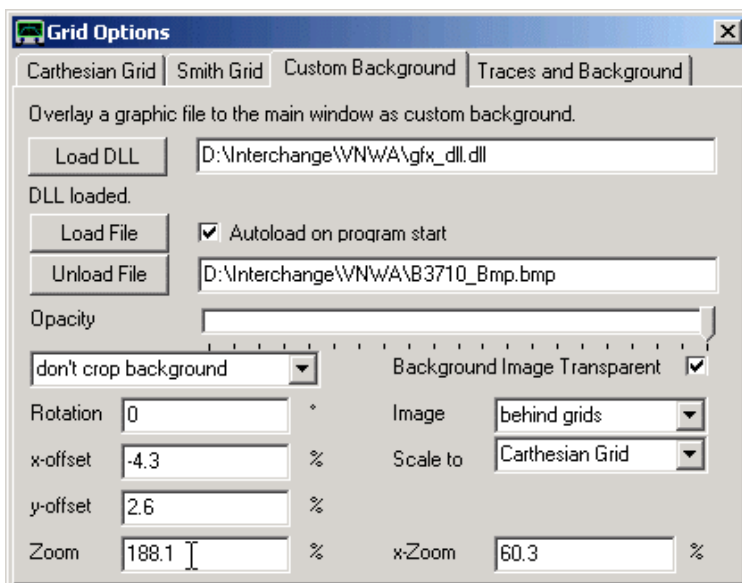 Grid Options
Carthesian Grid Smith Grid Custom Background Traces and Background
Overlay a graphic file to the main window as custom background.
Load DLL D:\Interchange\VNWA\gfx_dll.dll
DLL loaded.
Load File Autoload on program start
Unload File D:\Interchange\VNWA\B3710_Bmp.bmp
Opacity
don't crop background Background Image Transparent
Rotation 0 ° Image behind grids
x-offset -4.3 % Scale to Carthesian Grid
y-offset 2.6 %
Zoom 188.1 % x-Zoom 60.3 %